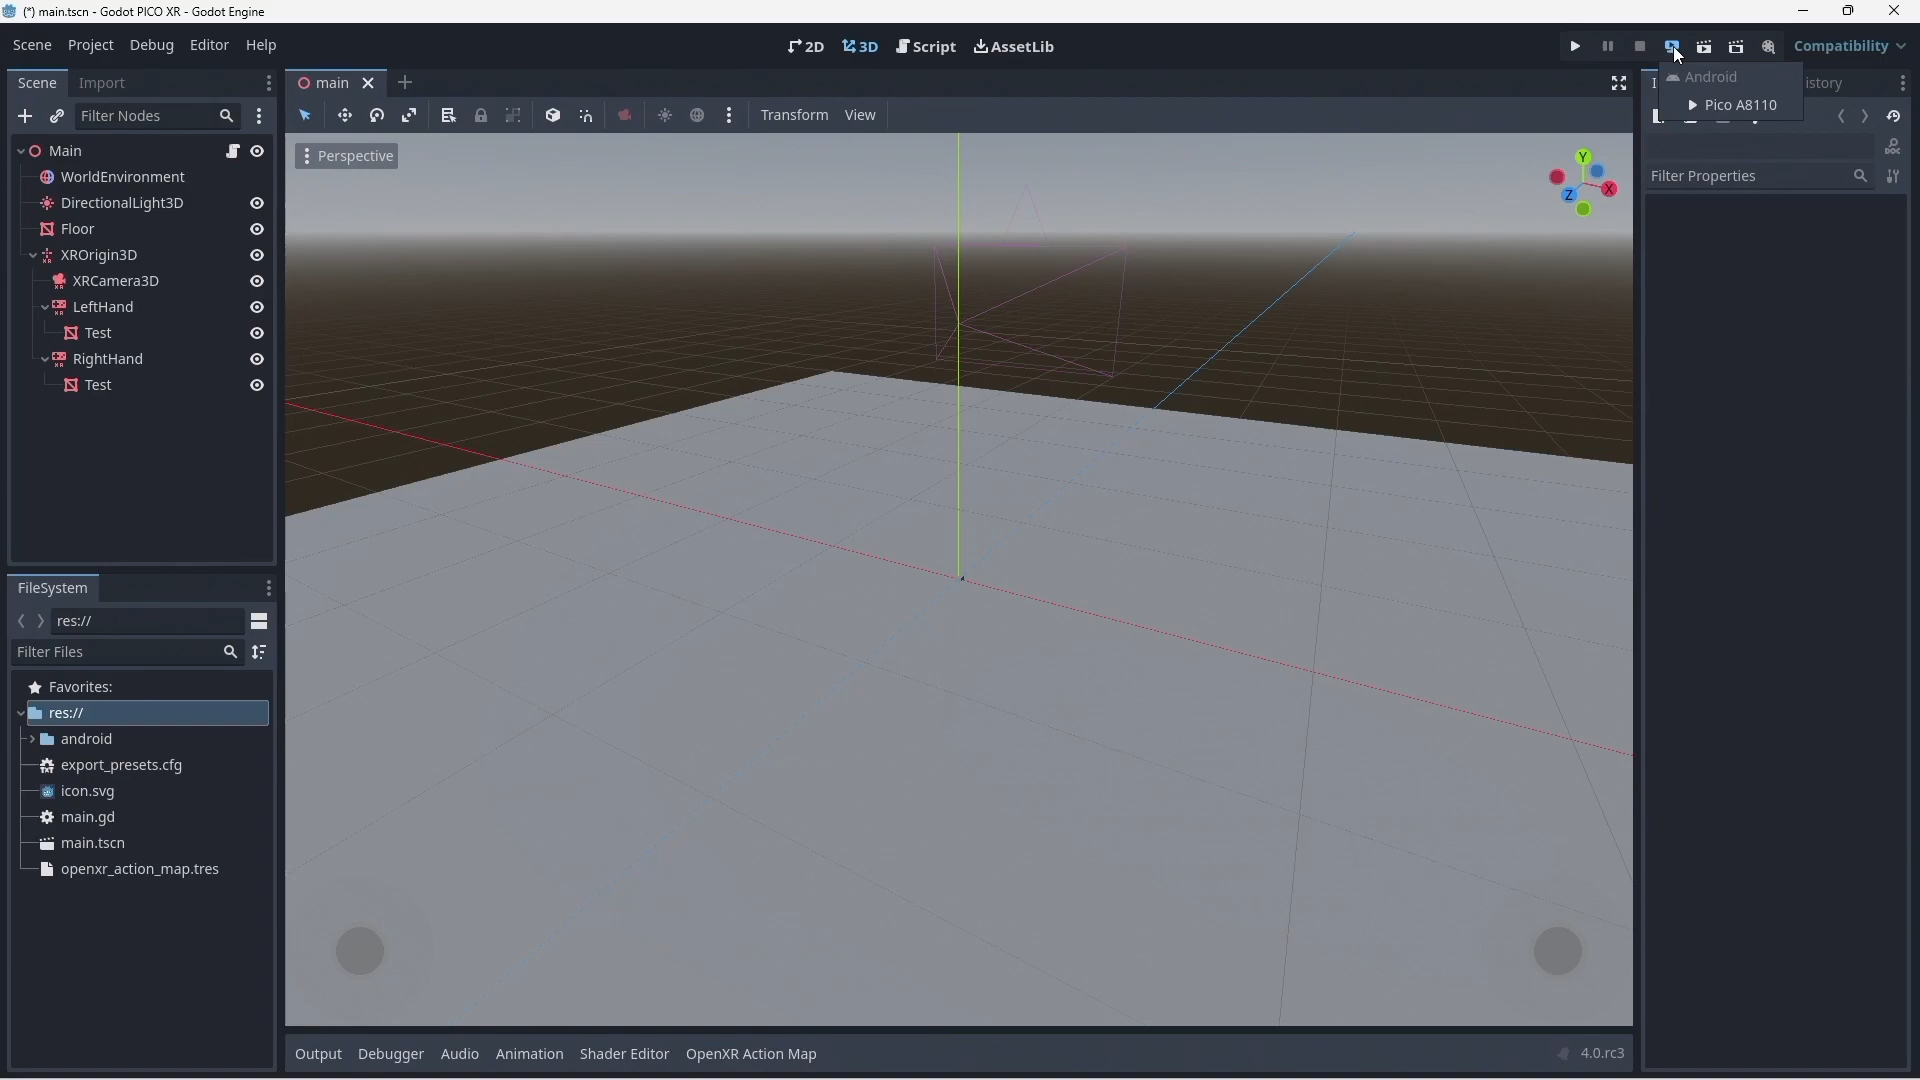 (*) main.tscn - Godot PICO XR - Godot Engine
Scene Project Debug Editor Help
2D 3D Script AssetLib
Compatibility
Android
Pico A8110
Scene Import
main
istory
Filter Nodes
Transform View
Perspective
Y
X
Z
DOC
Filter Properties
Main
WorldEnvironment
DirectionalLight3D
Floor
XROrigin3D
XRCamera3D
LeftHand
Test
RightHand
Test
FileSystem
res://
Filter Files
Favorites:
res://
android
export_presets.cfg
icon.svg
main.gd
main.tscn
openxr_action_map.tres
Output Debugger Audio Animation Shader Editor OpenXR Action Map
4.0.rc3